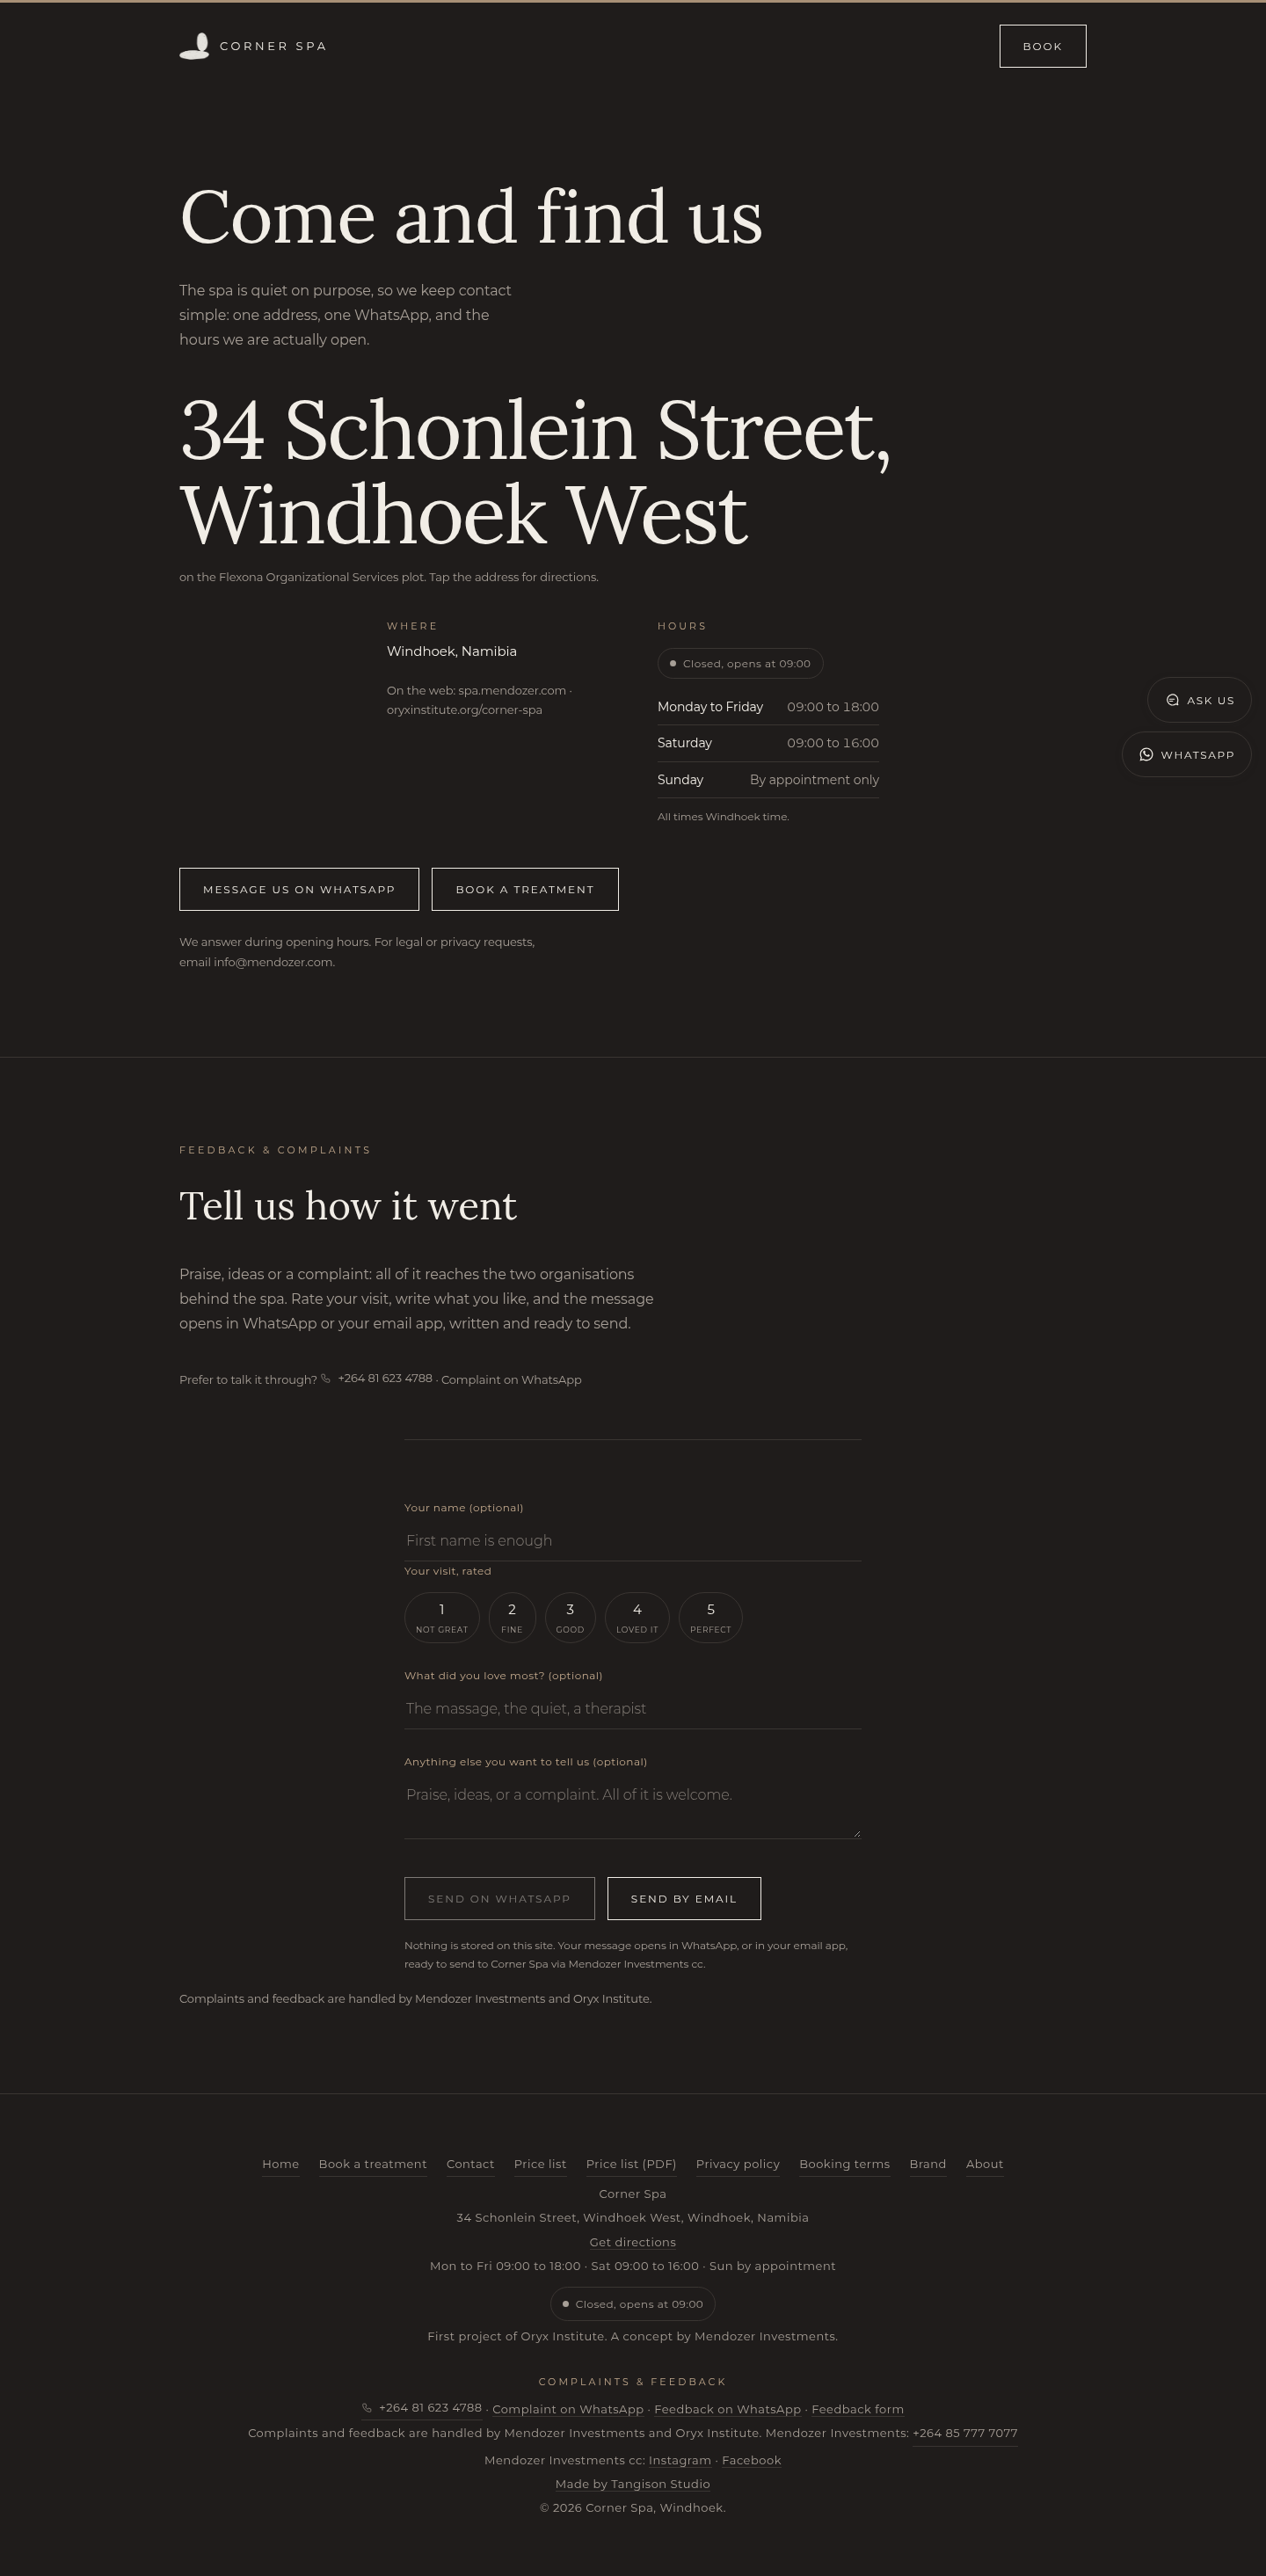 CORNER SPA
BOOK
Come and find us
The spa is quiet on purpose, so we keep contact
simple: one address, one WhatsApp, and the
hours we are actually open.
34 Schonlein Street,
Windhoek West
on the Flexona Organizational Services plot. Tap the address for directions.
WHERE
Windhoek, Namibia
On the web: spa.mendozer.com ·
oryxinstitute.org/corner-spa
HOURS
Closed, opens at 09:00
Monday to Friday 09:00 to 18:00
Saturday 09:00 to 16:00
Sunday By appointment only
All times Windhoek time.
ASK US
WHATSAPP
MESSAGE US ON WHATSAPP
BOOK A TREATMENT
We answer during opening hours. For legal or privacy requests,
email info@mendozer.com.
FEEDBACK & COMPLAINTS
Tell us how it went
Praise, ideas or a complaint: all of it reaches the two organisations
behind the spa. Rate your visit, write what you like, and the message
opens in WhatsApp or your email app, written and ready to send.
Prefer to talk it through? +264 81 623 4788 · Complaint on WhatsApp
Your name (optional)
First name is enough
Your visit, rated
1 2 3 4 5
NOT GREAT FINE GOOD LOVED IT PERFECT
What did you love most? (optional)
The massage, the quiet, a therapist
Anything else you want to tell us (optional)
Praise, ideas, or a complaint. All of it is welcome.
SEND ON WHATSAPP
SEND BY EMAIL
Nothing is stored on this site. Your message opens in WhatsApp, or in your email app,
ready to send to Corner Spa via Mendozer Investments cc.
Complaints and feedback are handled by Mendozer Investments and Oryx Institute.
Home Book a treatment Contact Price list Price list (PDF) Privacy policy Booking terms Brand About
Corner Spa
34 Schonlein Street, Windhoek West, Windhoek, Namibia
Get directions
Mon to Fri 09:00 to 18:00 · Sat 09:00 to 16:00 · Sun by appointment
Closed, opens at 09:00
First project of Oryx Institute. A concept by Mendozer Investments.
COMPLAINTS & FEEDBACK
+264 81 623 4788 · Complaint on WhatsApp · Feedback on WhatsApp · Feedback form
Complaints and feedback are handled by Mendozer Investments and Oryx Institute. Mendozer Investments: +264 85 777 7077
Mendozer Investments cc: Instagram · Facebook
Made by Tangison Studio
© 2026 Corner Spa, Windhoek.